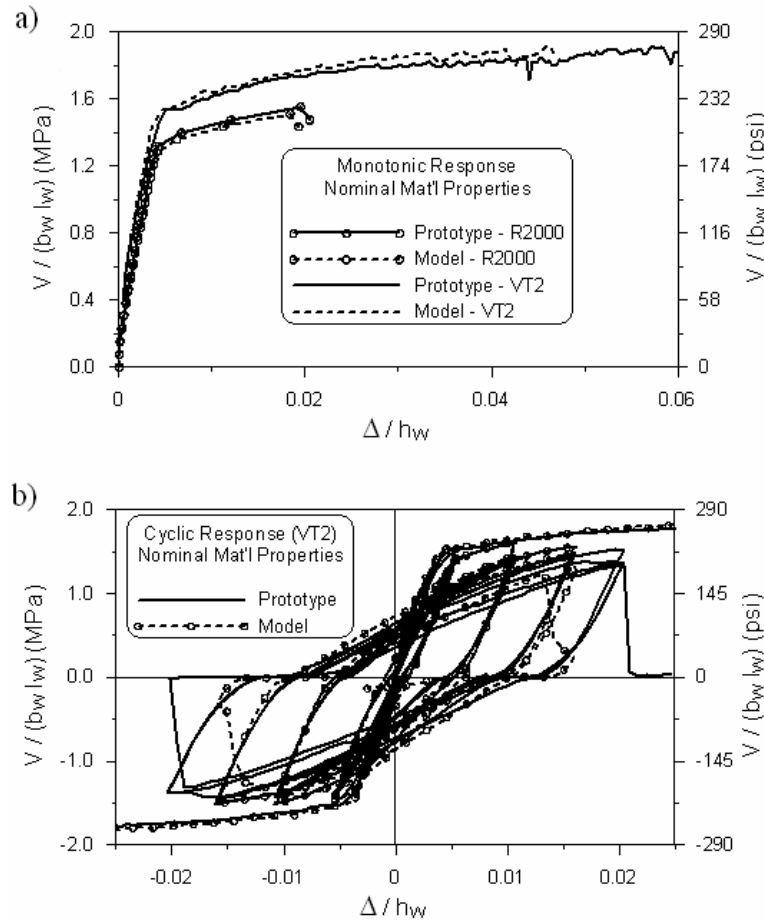 a)
2.0
1.6
1.2
0.8
0.4
0.0
V / (bw lw) (MPa)
290
232
174
116
58
0
V / (bw lw) (psi)
Monotonic Response
Nominal Mat'l Properties
Prototype - R2000
Model - R2000
Prototype - VT2
Model - VT2
0 0.02 0.04 0.06
Δ / hw
b)
2.0
1.0
0.0
-1.0
-2.0
V / (bw lw) (MPa)
290
145
0
-145
-290
V / (bw lw) (psi)
Cyclic Response (VT2)
Nominal Mat'l Properties
Prototype
Model
-0.02 -0.01 0 0.01 0.02
Δ / hw